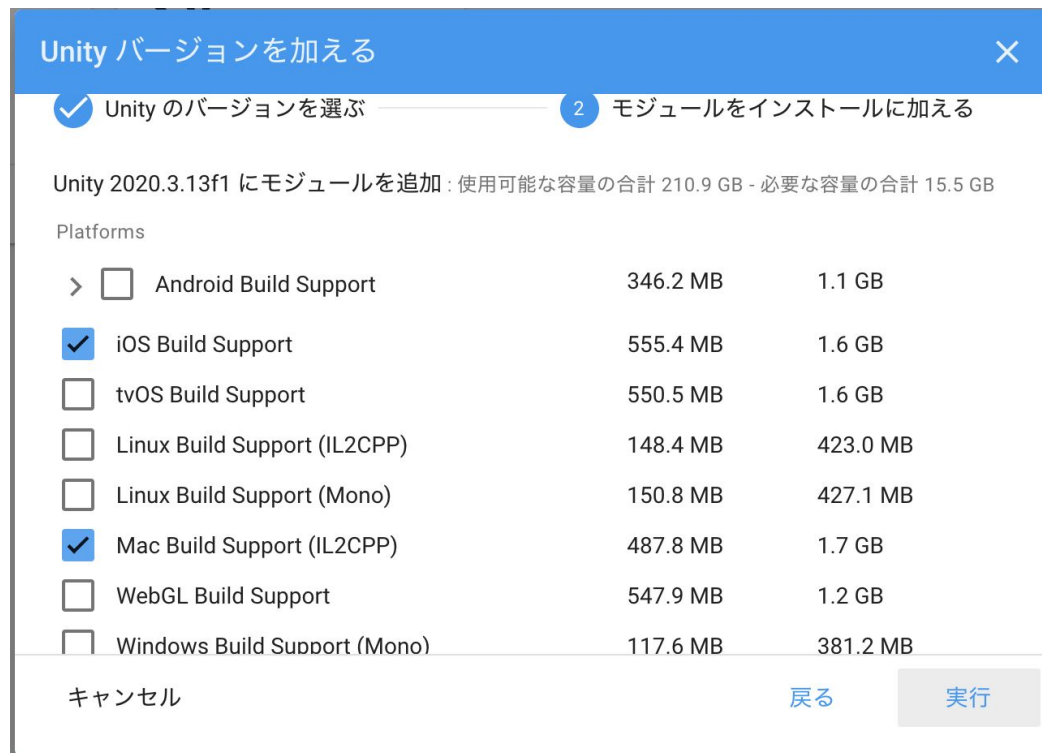 Unity バージョンを加える
Unity のバージョンを選ぶ 2 モジュールをインストールに加える
Unity 2020.3.13f1 にモジュールを追加 : 使用可能な容量の合計 210.9 GB - 必要な容量の合計 15.5 GB
Platforms
Android Build Support 346.2 MB 1.1 GB
iOS Build Support 555.4 MB 1.6 GB
tvOS Build Support 550.5 MB 1.6 GB
Linux Build Support (IL2CPP) 148.4 MB 423.0 MB
Linux Build Support (Mono) 150.8 MB 427.1 MB
Mac Build Support (IL2CPP) 487.8 MB 1.7 GB
WebGL Build Support 547.9 MB 1.2 GB
Windows Build Support (Mono) 117.6 MB 381.2 MB
キャンセル 戻る 実行